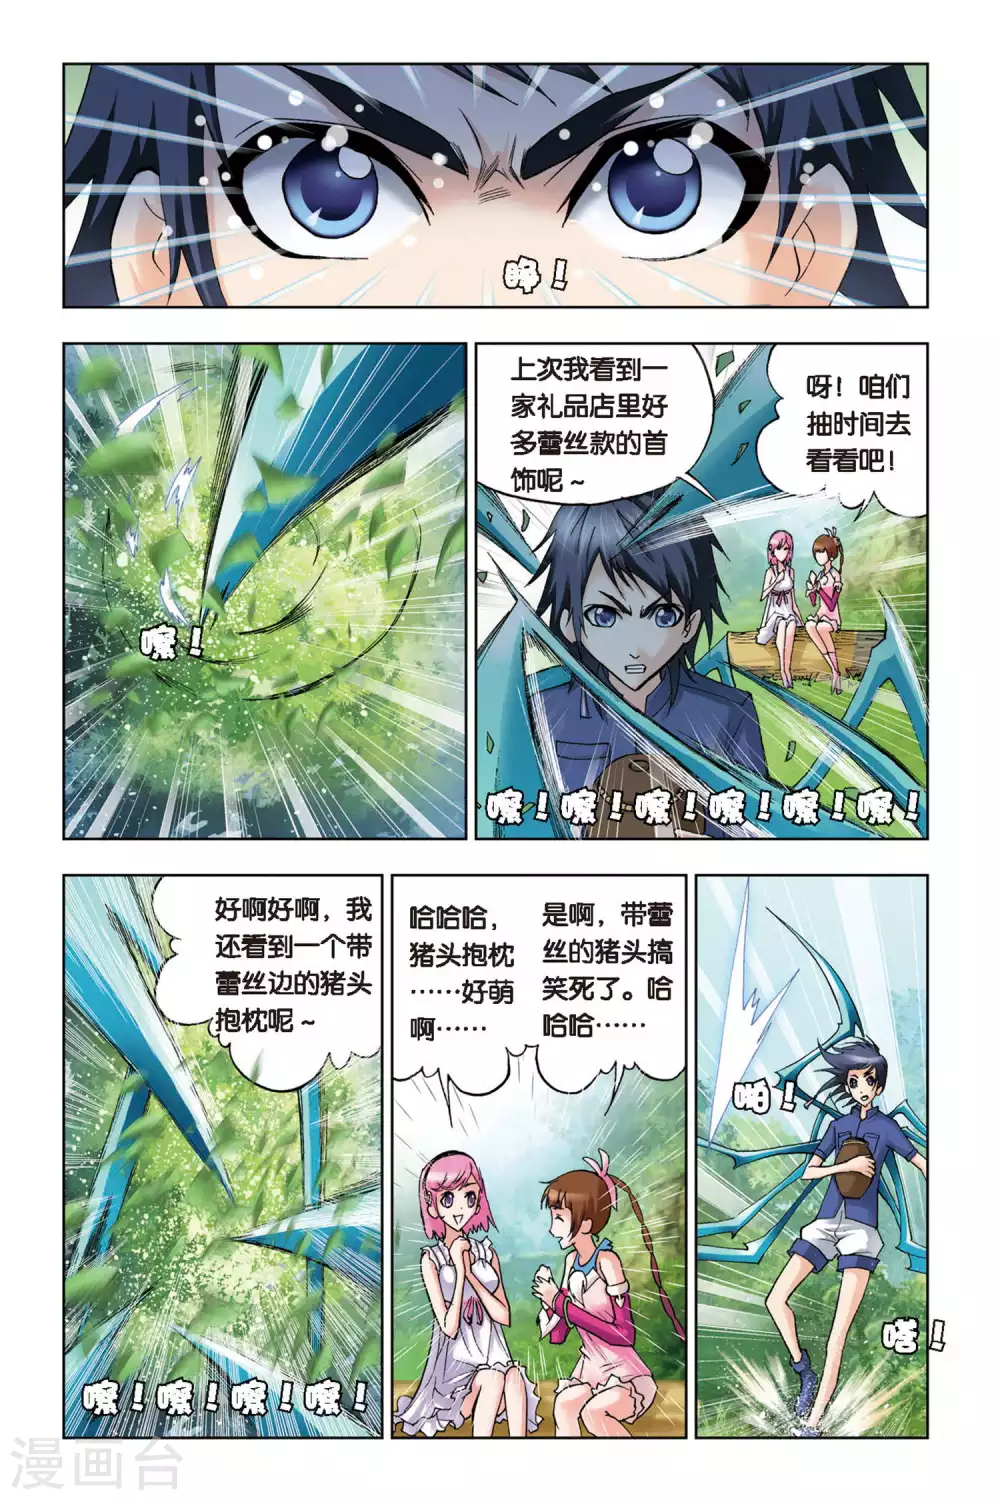 睁！
嚓！
上次我看到一
家礼品店里好
多蕾丝款的首
饰呢～
呀！咱们
抽时间去
看看吧！
嚓！嚓！嚓！嚓！嚓！嚓！
好啊好啊，我
还看到一个带
蕾丝边的猪头
抱枕呢～
嚓！嚓！嚓！嚓！
哈哈哈，
猪头抱枕
……好萌
啊……
是啊，带蕾
丝的猪头搞
笑死了。哈
哈哈……
啪！
嗒！
漫画台